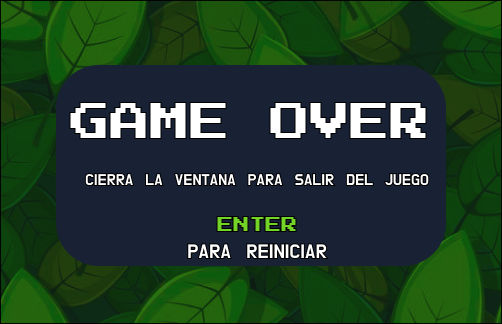 GAME OVER
CIERRA LA VENTANA PARA SALIR DEL JUEGO
ENTER
PARA REINICIAR